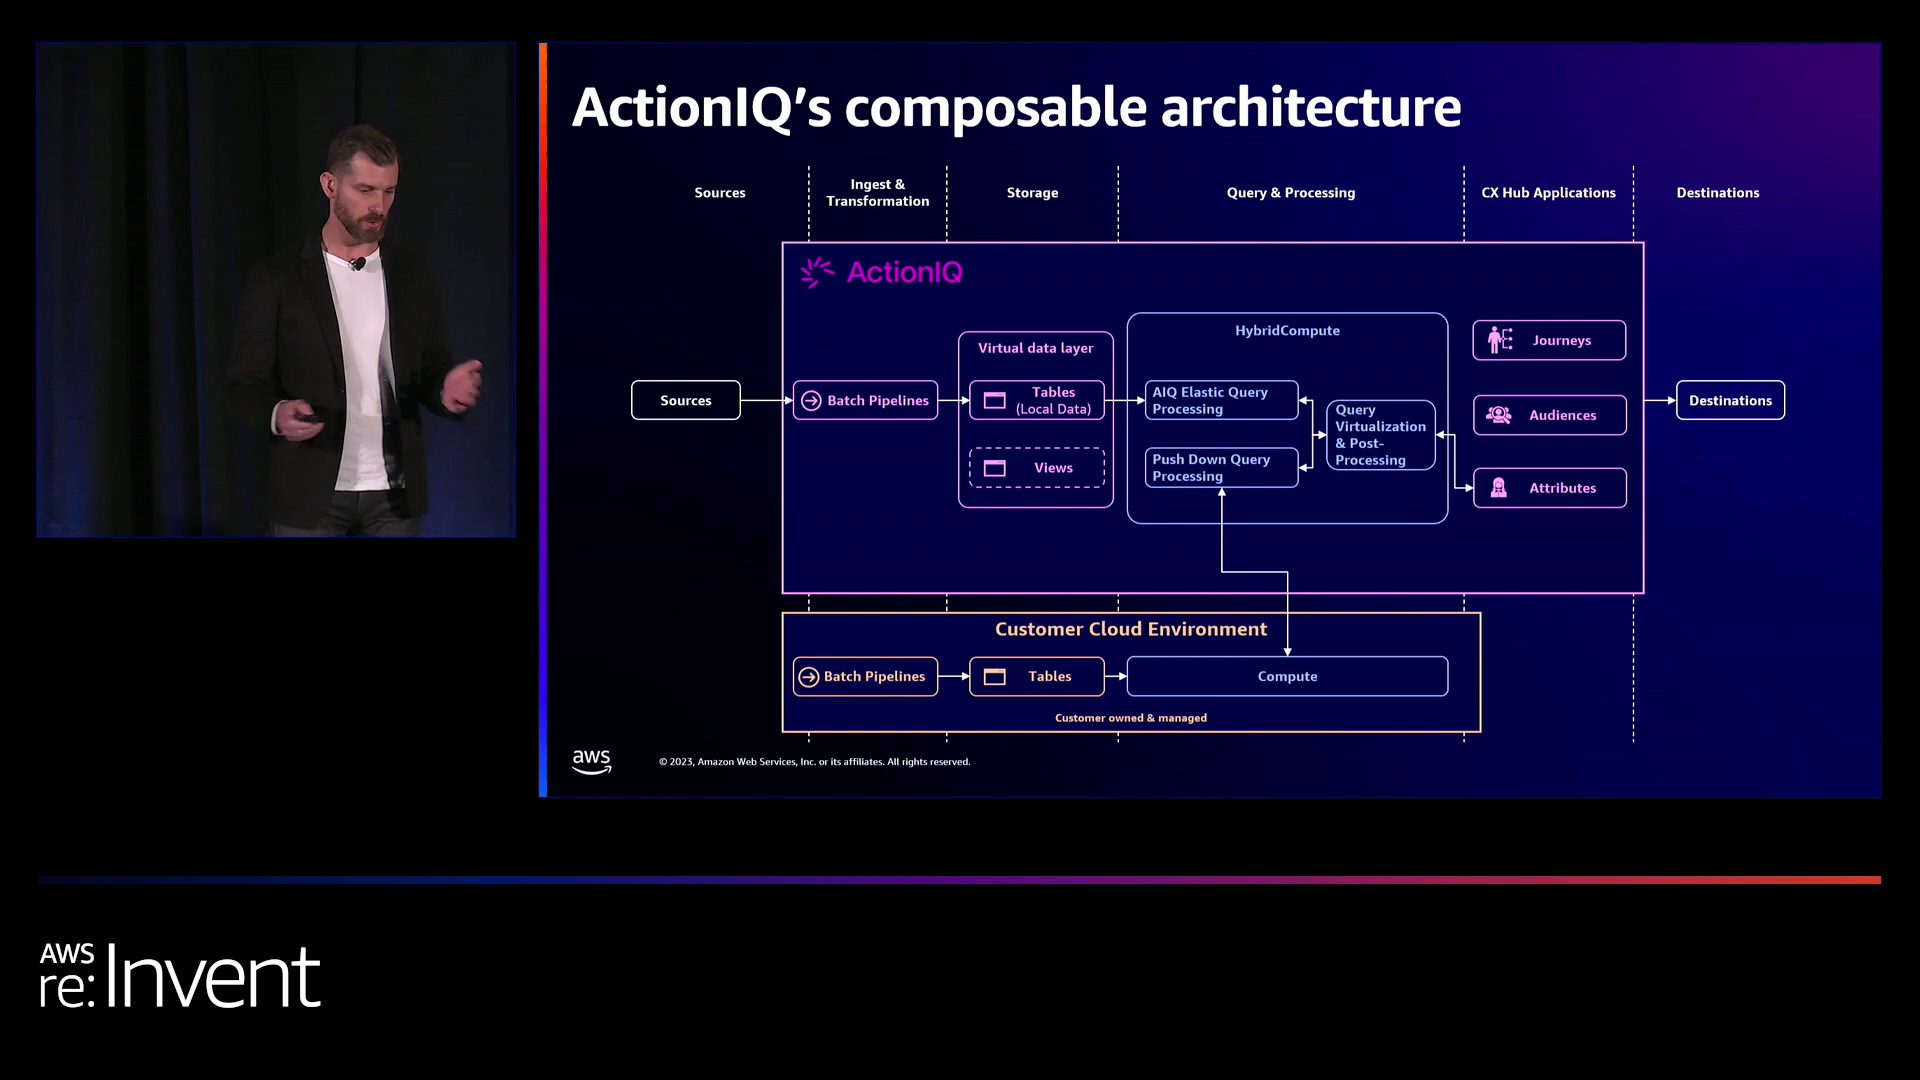 ActionIQ's composable architecture
Sources
Ingest &
Transformation
Storage
Query & Processing
CX Hub Applications
Destinations
ActionIQ
Sources
Batch Pipelines
Virtual data layer
Tables
(Local Data)
Views
HybridCompute
AIQ Elastic Query
Processing
Push Down Query
Processing
Query
Virtualization
& Post-
Processing
Journeys
Audiences
Attributes
Destinations
Customer Cloud Environment
Batch Pipelines
Tables
Compute
Customer owned & managed
aws
© 2023, Amazon Web Services, Inc. or its affiliates. All rights reserved.
AWS
re:Invent